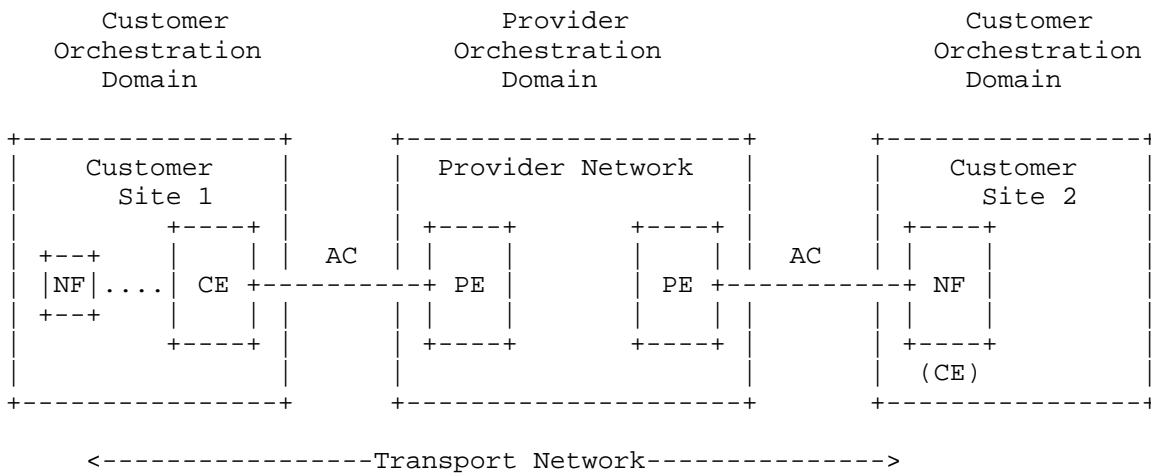 Customer Provider Customer
Orchestration Orchestration Orchestration
Domain Domain Domain
Customer Provider Network Customer
Site 1 Site 2
AC AC
NF .... CE PE PE NF
(CE)
<----------------Transport Network--------------->